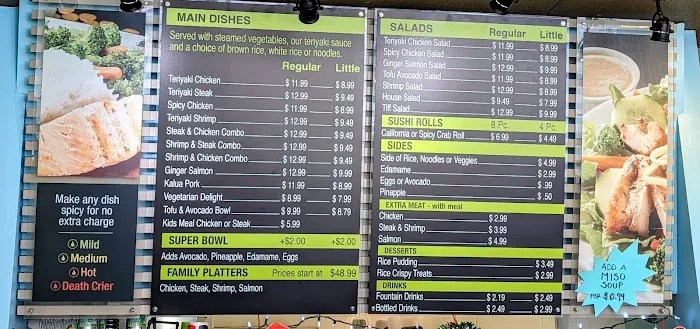 Make any dish
spicy for no
extra charge
Mild
Medium
Hot
Death Crier
MAIN DISHES
Served with steamed vegetables, our teriyaki sauce
and a choice of brown rice, white rice or noodles.
Regular Little
Teriyaki Chicken $ 11.99 $ 8.99
Teriyaki Steak $ 12.99 $ 9.49
Spicy Chicken $ 11.99 $ 8.99
Teriyaki Shrimp $ 12.99 $ 9.49
Steak & Chicken Combo $ 12.99 $ 9.49
Shrimp & Steak Combo $ 12.99 $ 9.49
Shrimp & Chicken Combo $ 12.99 $ 9.49
Ginger Salmon $ 12.99 $ 9.99
Kalua Pork $ 11.99 $ 8.99
Vegetarian Delight $ 8.99 $ 7.99
Tofu & Avocado Bowl $ 9.99 $ 8.79
Kids Meal Chicken or Steak $ 5.99
SUPER BOWL +$2.00 +$2.00
Adds Avocado, Pineapple, Edamame, Eggs
FAMILY PLATTERS Prices start at $48.99
Chicken, Steak, Shrimp, Salmon
SALADS Regular Little
Teriyaki Chicken Salad $ 11.99 $ 8.99
Spicy Chicken Salad $ 11.99 $ 8.99
Ginger Salmon Salad $ 12.99 $ 9.99
Tofu Avocado Salad $ 11.99 $ 8.99
Shrimp Salad $ 12.99 $ 9.99
House Salad $ 9.49 $ 7.99
Tiff Salad $ 12.99 $ 9.99
SUSHI ROLLS 8 Pc. 4 Pc.
California or Spicy Crab Roll $ 6.99 $ 4.49
SIDES
Side of Rice, Noodles or Veggies $ 4.99
Edamame $ 2.99
Eggs or Avocado $ .99
Pinapple $ .50
EXTRA MEAT - with meal
Chicken $ 2.99
Steak & Shrimp $ 3.99
Salmon $ 4.99
DESSERTS
Rice Pudding $ 3.49
Rice Crispy Treats $ 2.99
DRINKS
Fountain Drinks $ 2.19 $ 2.49
Bottled Drinks $ 2.49 $ 2.99
ADD A
MISO
SOUP
FOR $0.99